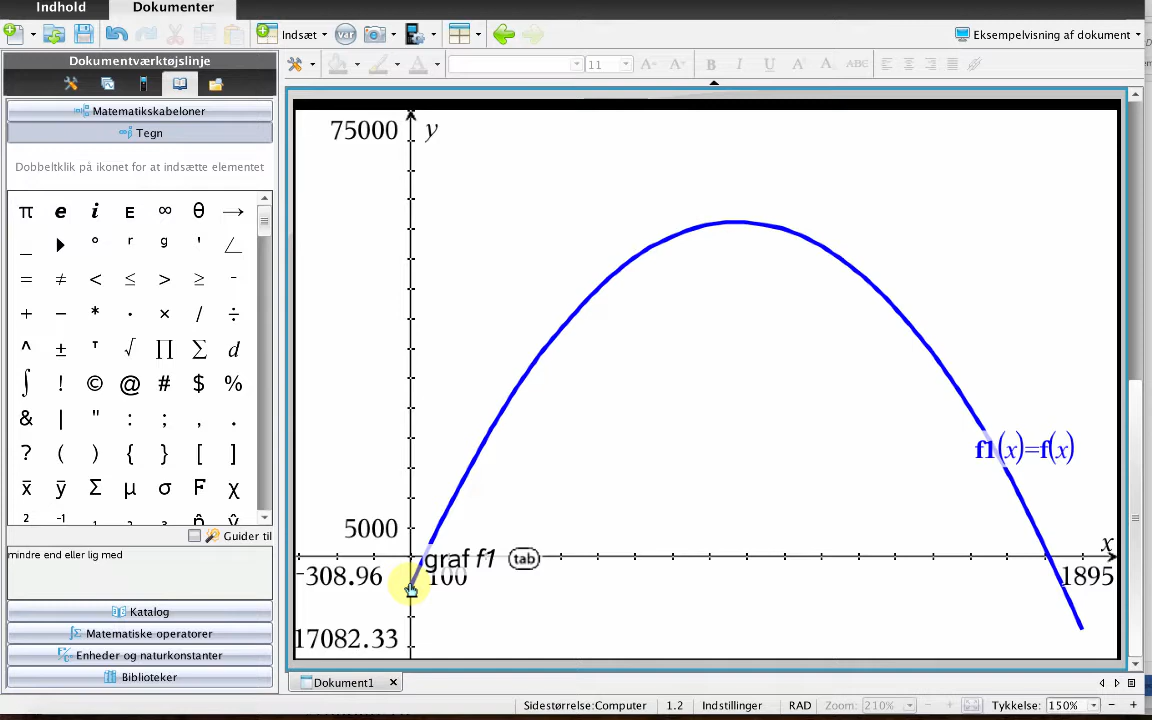 Indhold
Dokumenter
Indsæt
var
Eksempelvisning af dokument
Dokumentværktøjslinje
11
B I U A A ABC
Matematikskabeloner
Tegn
Dobbeltklik på ikonet for at indsætte elementet
π e i E ∞ θ →
_ ▶ ° r g ' ∠
= ≠ < ≤ > ≥ -
+ − * · × / ÷
^ ± ᵀ √ ∏ ∑ d
∫ ! © @ # $ %
& | " : ; , .
? ( ) { } [ ]
x̄ ȳ Σ μ σ F χ
Guider til
mindre end eller lig med
Katalog
Matematiske operatorer
Enheder og naturkonstanter
Biblioteker
75000
y
f1(x)=f(x)
5000
x
graf f1 tab
-308.96
100
1895
17082.33
Dokument1
Sidestørrelse:Computer
1.2
Indstillinger
RAD
Zoom: 210%
Tykkelse: 150%